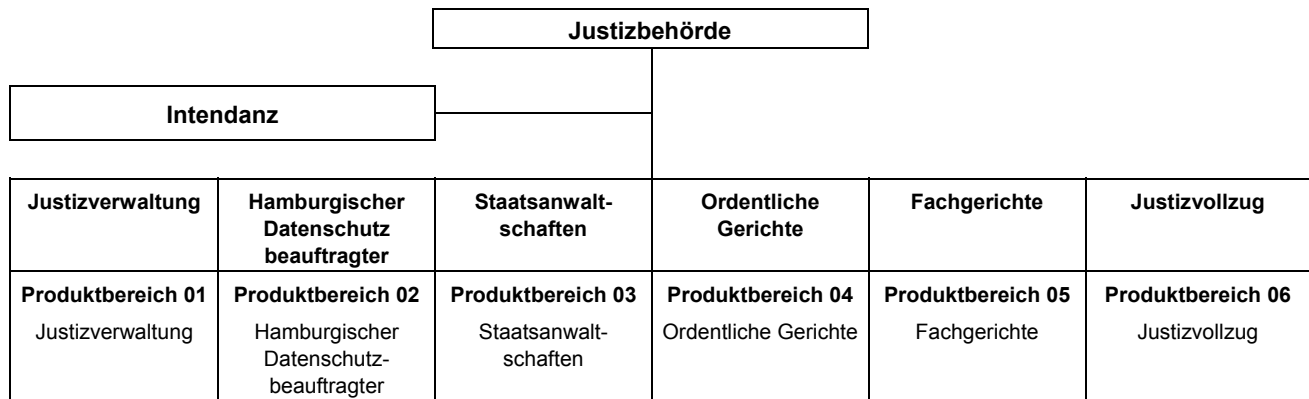 Justizbehörde
Intendanz
Justizverwaltung
Hamburgischer
Datenschutz
beauftragter
Staatsanwalt-
schaften
Ordentliche
Gerichte
Fachgerichte
Justizvollzug
Produktbereich 01
Justizverwaltung
Produktbereich 02
Hamburgischer
Datenschutz-
beauftragter
Produktbereich 03
Staatsanwalt-
schaften
Produktbereich 04
Ordentliche Gerichte
Produktbereich 05
Fachgerichte
Produktbereich 06
Justizvollzug